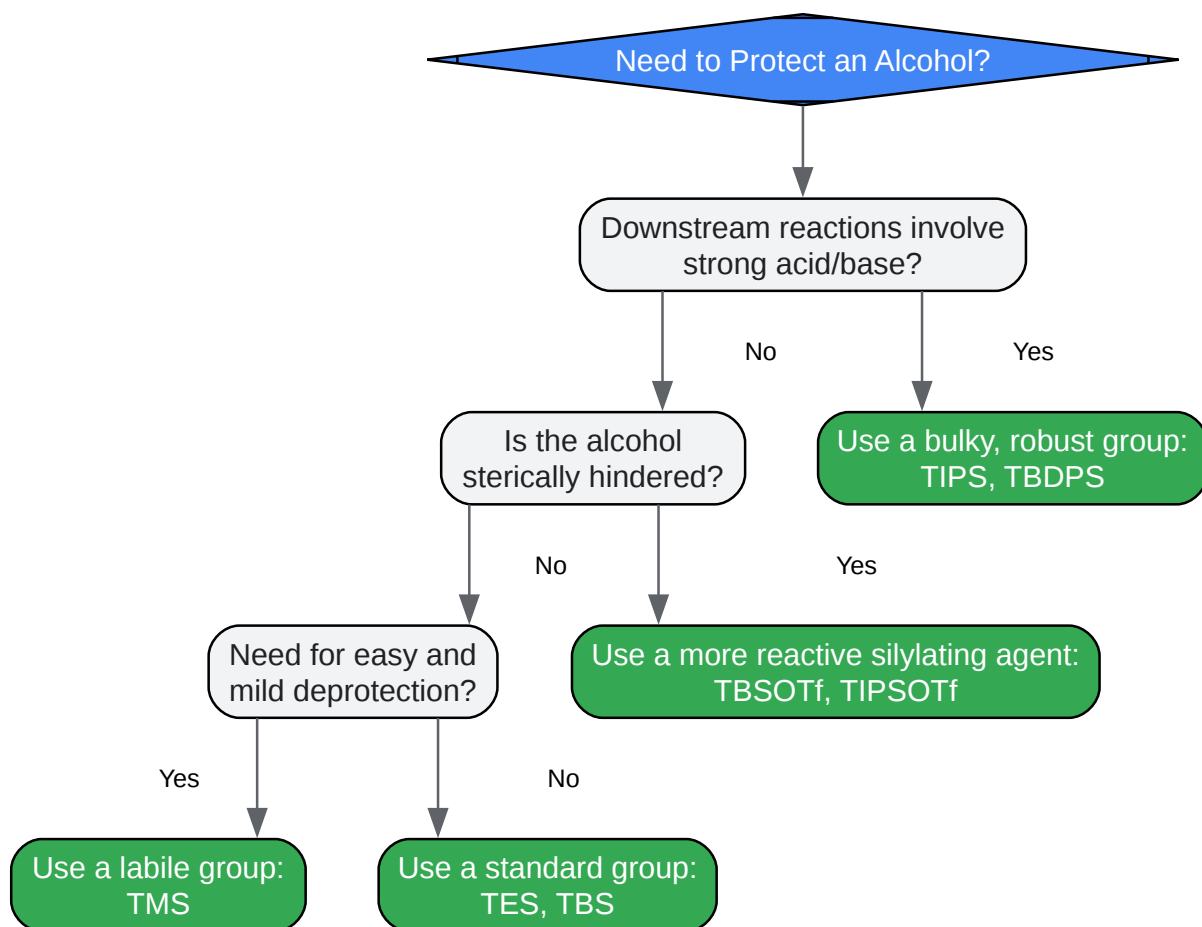 Need to Protect an Alcohol?
Downstream reactions involve
strong acid/base?
No
Yes
Is the alcohol
sterically hindered?
Use a bulky, robust group:
TIPS, TBDPS
No
Yes
Need for easy and
mild deprotection?
Use a more reactive silylating agent:
TBSOTf, TIPSOTf
Yes
No
Use a labile group:
TMS
Use a standard group:
TES, TBS